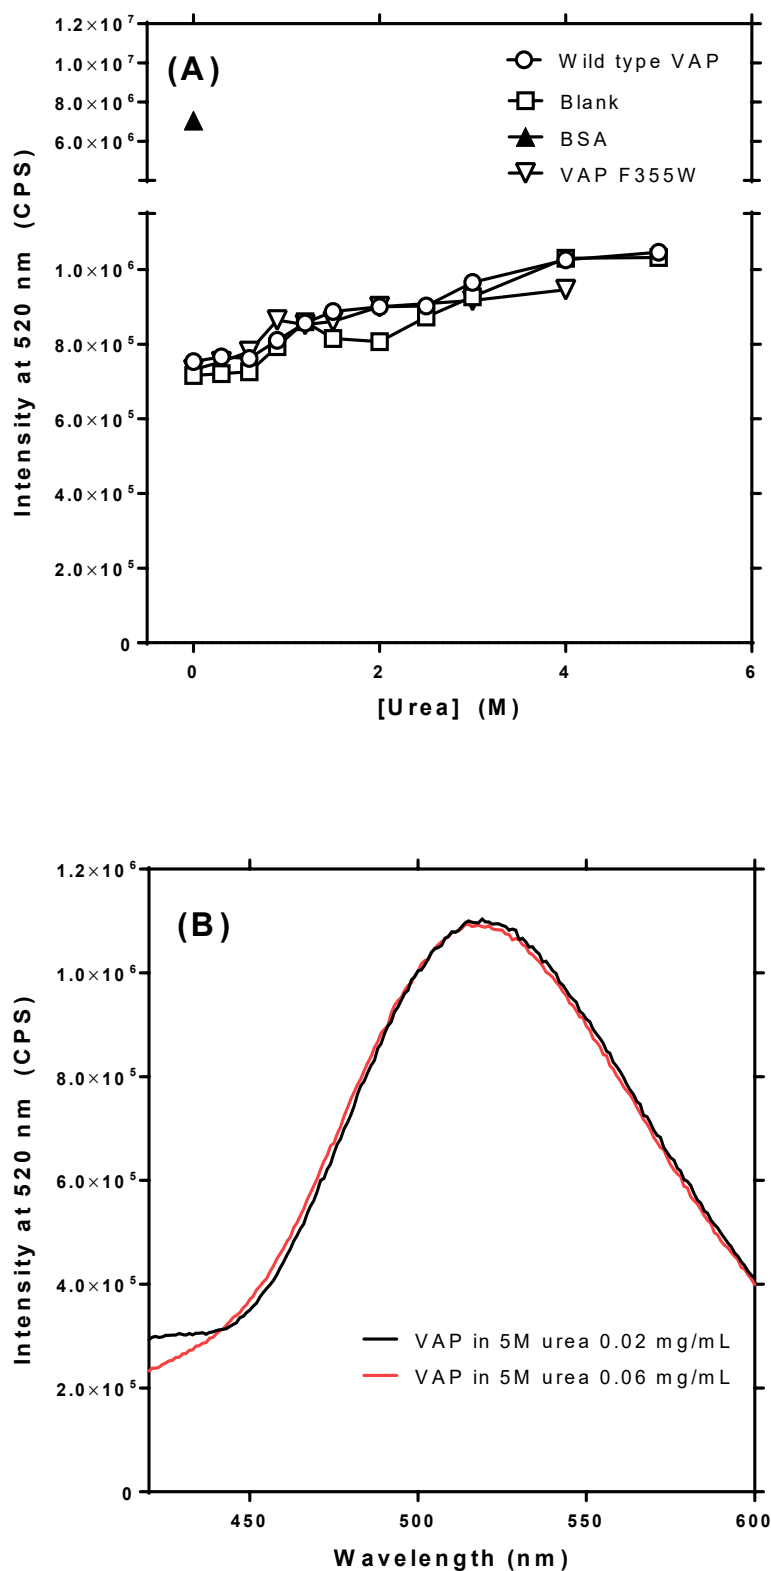 1.2×10⁷
1.0×10⁷
8.0×10⁶
6.0×10⁶
(A)
Wild type VAP
Blank
BSA
VAP F355W
Intensity at 520 nm (CPS)
1.0×10⁶
8.0×10⁵
6.0×10⁵
4.0×10⁵
2.0×10⁵
0
0 2 4 6
[Urea] (M)
1.2×10⁶
(B)
1.0×10⁶
8.0×10⁵
6.0×10⁵
4.0×10⁵
2.0×10⁵
0
Intensity at 520 nm (CPS)
VAP in 5M urea 0.02 mg/mL
VAP in 5M urea 0.06 mg/mL
450 500 550 600
Wavelength (nm)